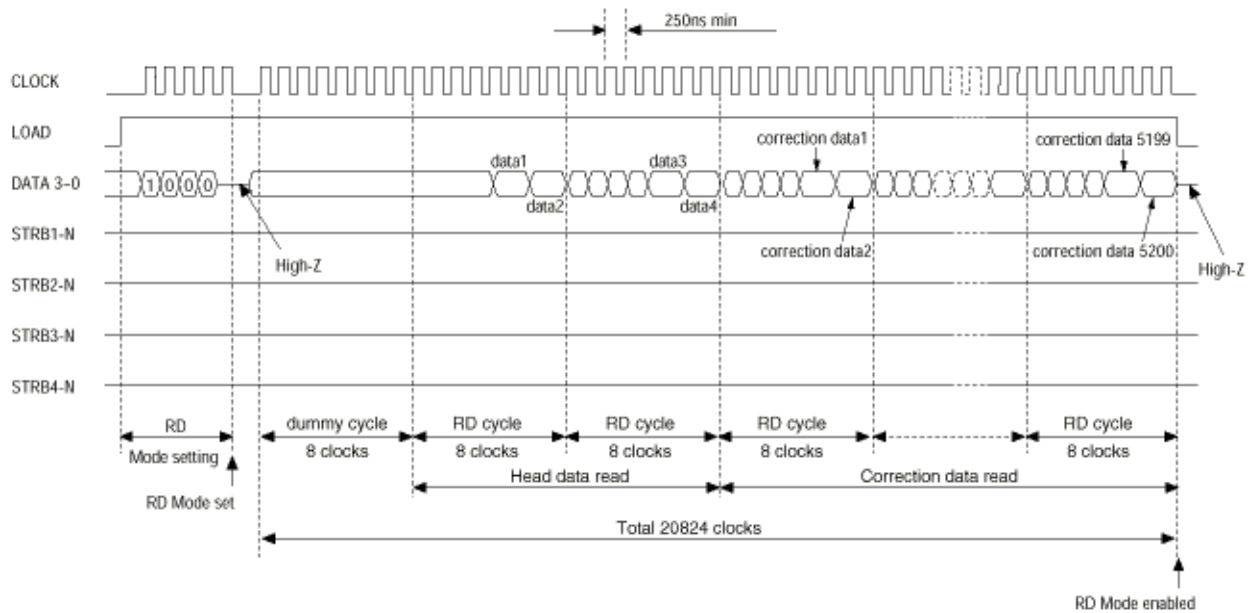 250ns min
CLOCK
LOAD
correction data1
correction data 5199
data1
data3
DATA 3-0
1 0 0 0
data2
data4
STRB1-N
High-Z
correction data2
correction data 5200
High-Z
STRB2-N
STRB3-N
STRB4-N
RD
dummy cycle
RD cycle
RD cycle
RD cycle
RD cycle
Mode setting
8 clocks
8 clocks
8 clocks
8 clocks
8 clocks
Head data read
Correction data read
RD Mode set
Total 20824 clocks
RD Mode enabled